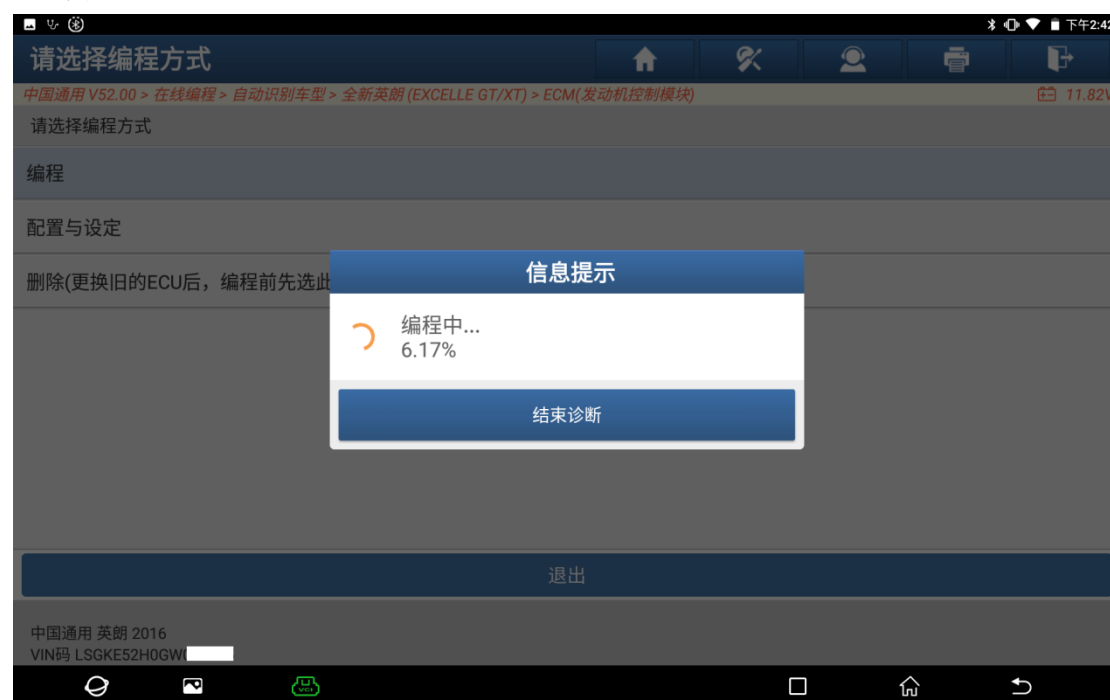 下午2:42
请选择编程方式
中国通用 V52.00 > 在线编程 > 自动识别车型 > 全新英朗 (EXCELLE GT/XT) > ECM(发动机控制模块)
11.82V
请选择编程方式
编程
配置与设定
删除(更换旧的ECU后，编程前先选此
信息提示
编程中...
6.17%
结束诊断
退出
中国通用 英朗 2016
VIN码 LSGKE52H0GW
VCI